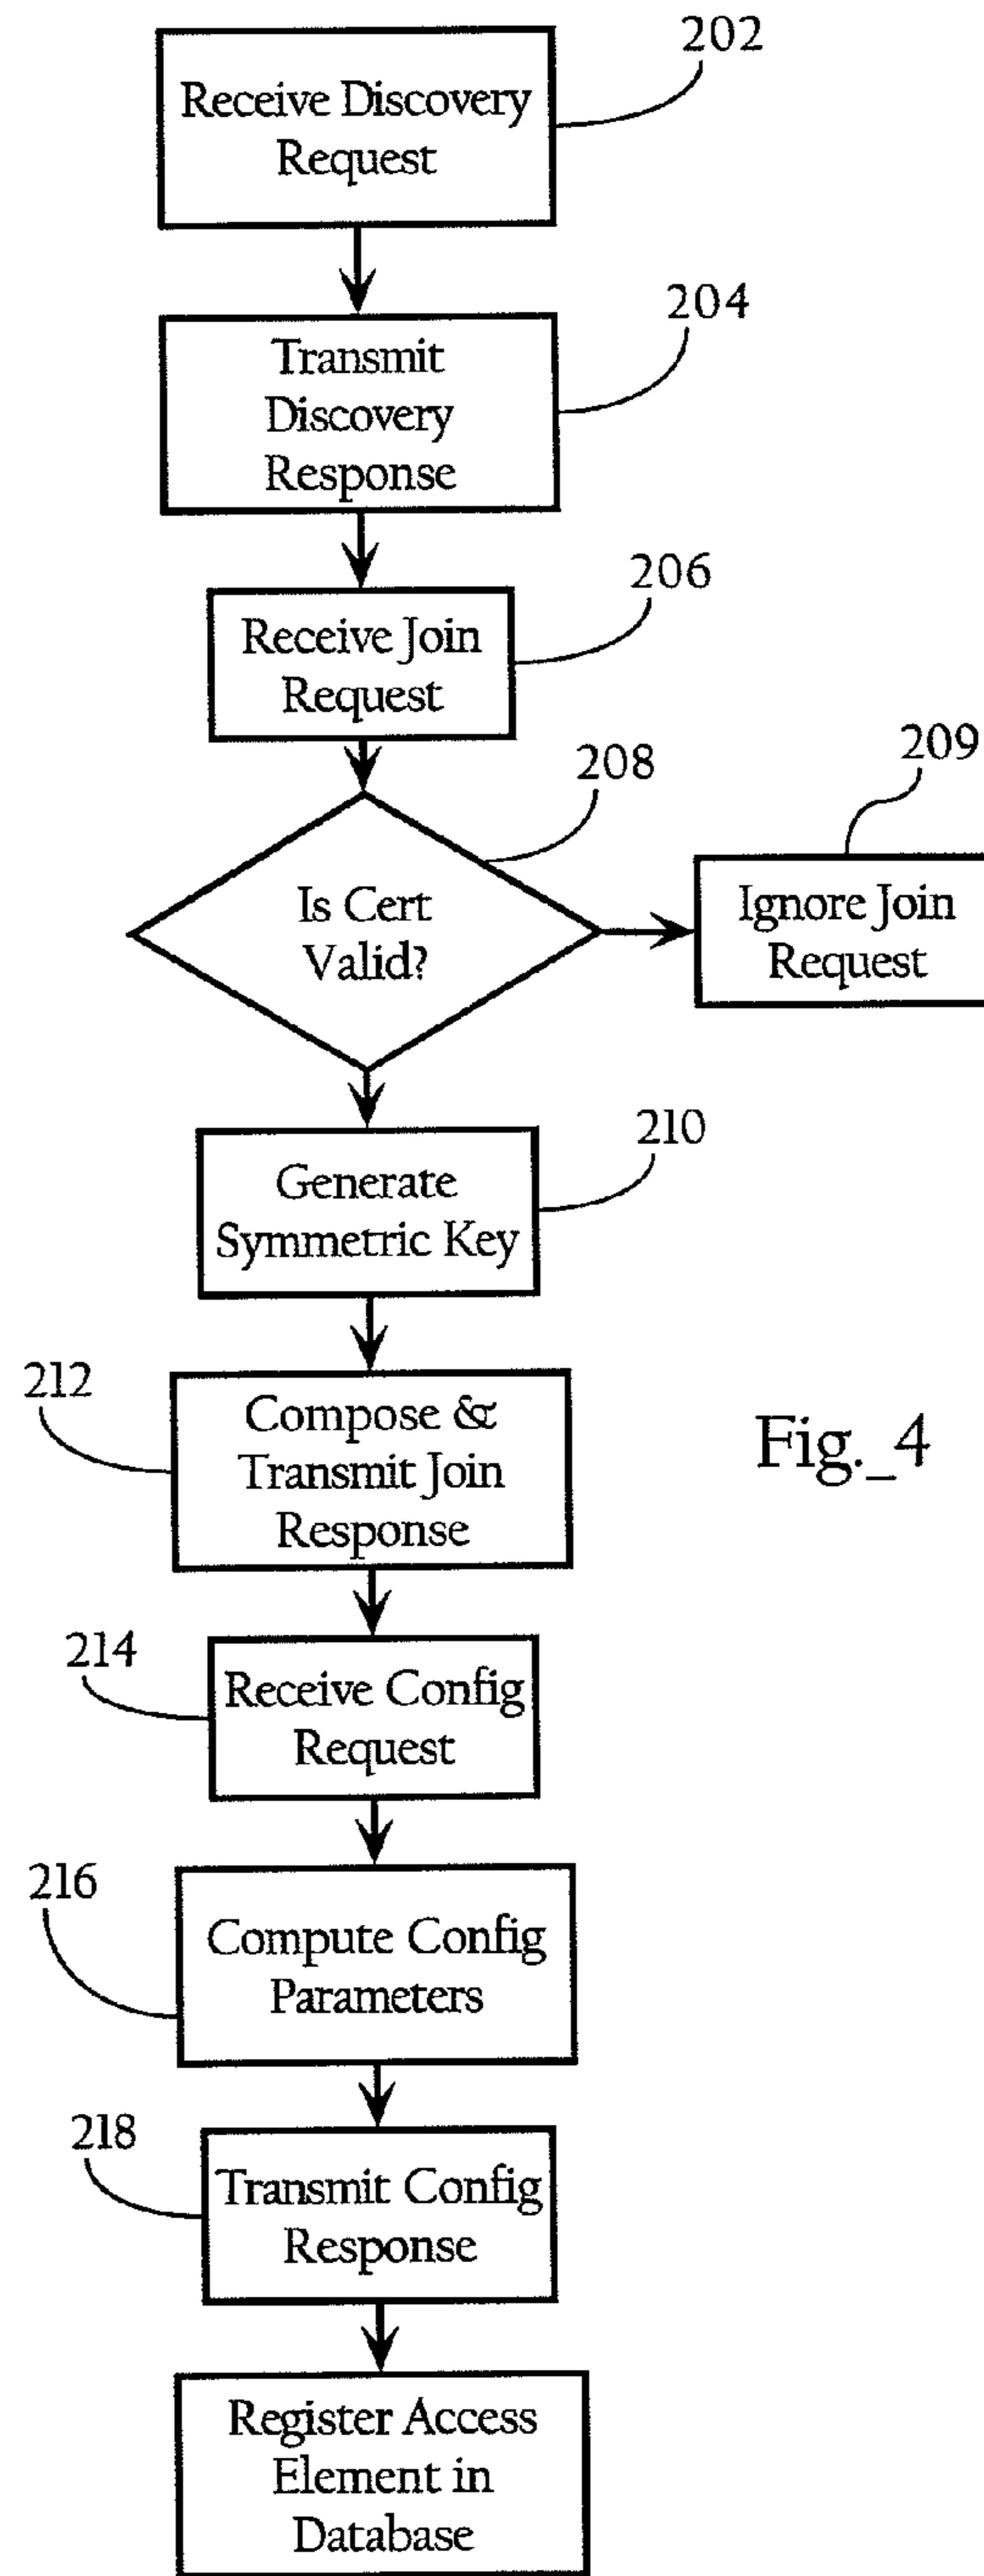 202
Receive Discovery
Request
204
Transmit
Discovery
Response
206
Receive Join
Request
208
209
Is Cert
Valid?
Ignore Join
Request
210
Generate
Symmetric Key
212
Compose &
Transmit Join
Response
Fig._4
214
Receive Config
Request
216
Compute Config
Parameters
218
Transmit Config
Response
Register Access
Element in
Database